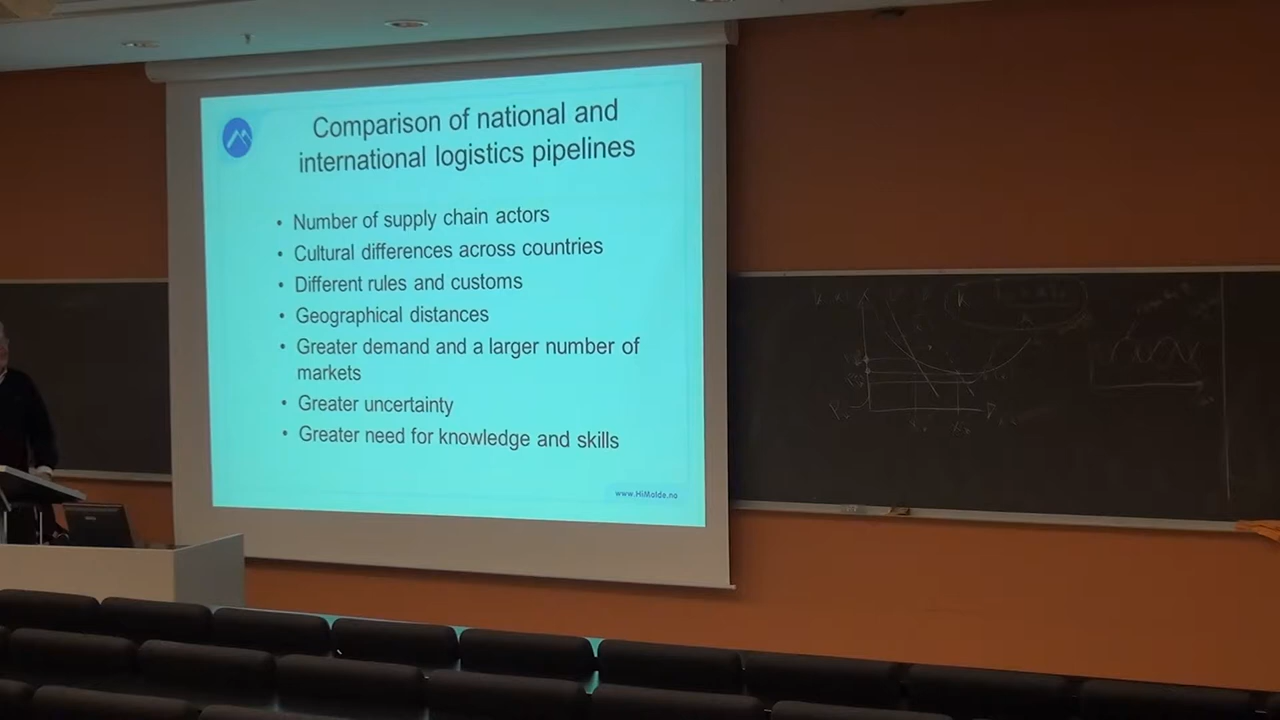 Comparison of national and
international logistics pipelines
• Number of supply chain actors
• Cultural differences across countries
• Different rules and customs
• Geographical distances
• Greater demand and a larger number of
markets
• Greater uncertainty
• Greater need for knowledge and skills
www.HiMolde.no